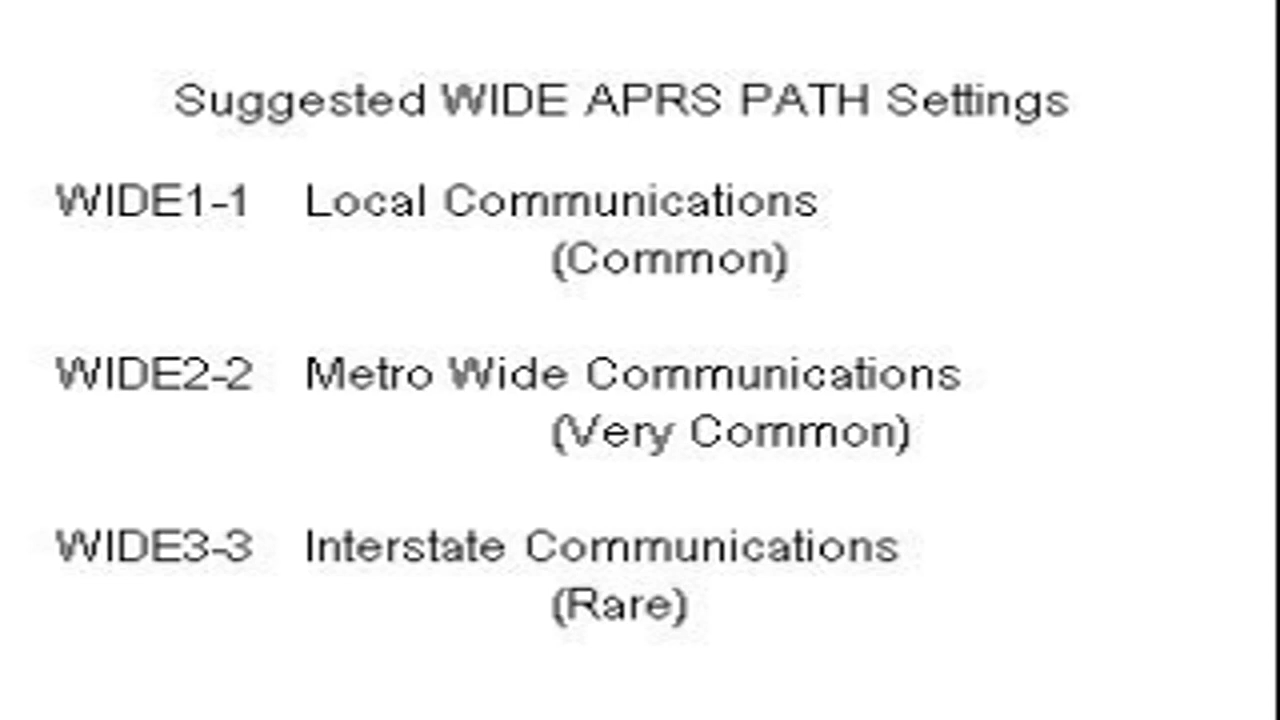 Suggested WIDE APRS PATH Settings
WIDE1-1 Local Communications
(Common)
WIDE2-2 Metro Wide Communications
(Very Common)
WIDE3-3 Interstate Communications
(Rare)